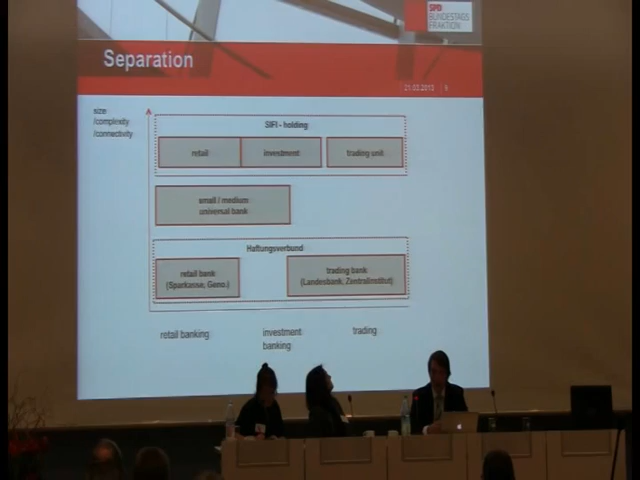 SPD
BUNDESTAGS
FRAKTION
Separation
21.03.2013 | 6
size
/complexity
/connectivity
SIFI - holding
retail
investment
trading unit
small / medium
universal bank
Haftungsverbund
retail bank
(Sparkasse, Geno.)
trading bank
(Landesbank, Zentralinstitut)
retail banking
investment
banking
trading